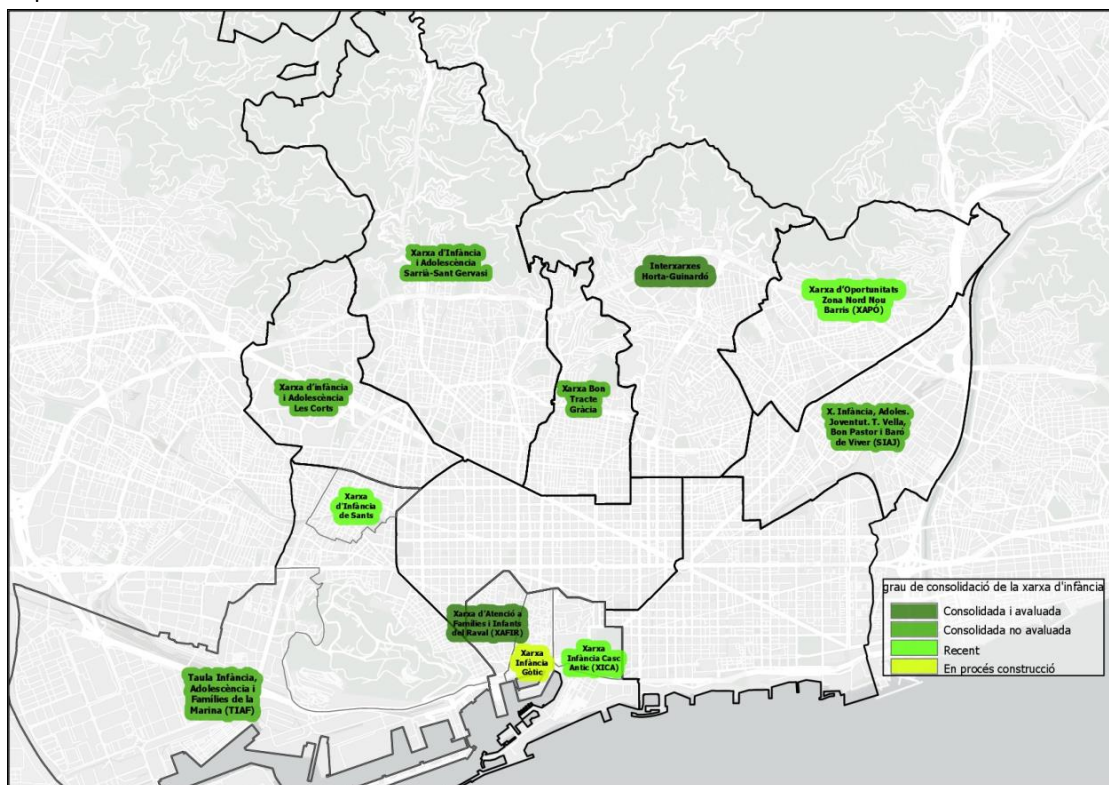 Xarxa d'Infància
i Adolescència
Sarrià-Sant Gervasi
Interxarxes
Horta-Guinardó
Xarxa d'Oportunitats
Zona Nord Nou
Barris (XAPÓ)
Xarxa d'infància
i Adolescència
Les Corts
Xarxa Bon
Tracte
Gràcia
X. Infància, Adoles.
Joventut. T. Vella,
Bon Pastor i Baró
de Viver (SIAJ)
Xarxa
d'Infància
de Sants
Xarxa d'Atenció a
Famílies i Infants
del Raval (XAFIR)
Xarxa
Infància
Gòtic
Xarxa
Infància Casc
Antic (XICA)
Taula Infància,
Adolescència i
Famílies de la
Marina (TIAF)
grau de consolidació de la xarxa d'infància
Consolidada i avaluada
Consolidada no avaluada
Recent
En procés construcció